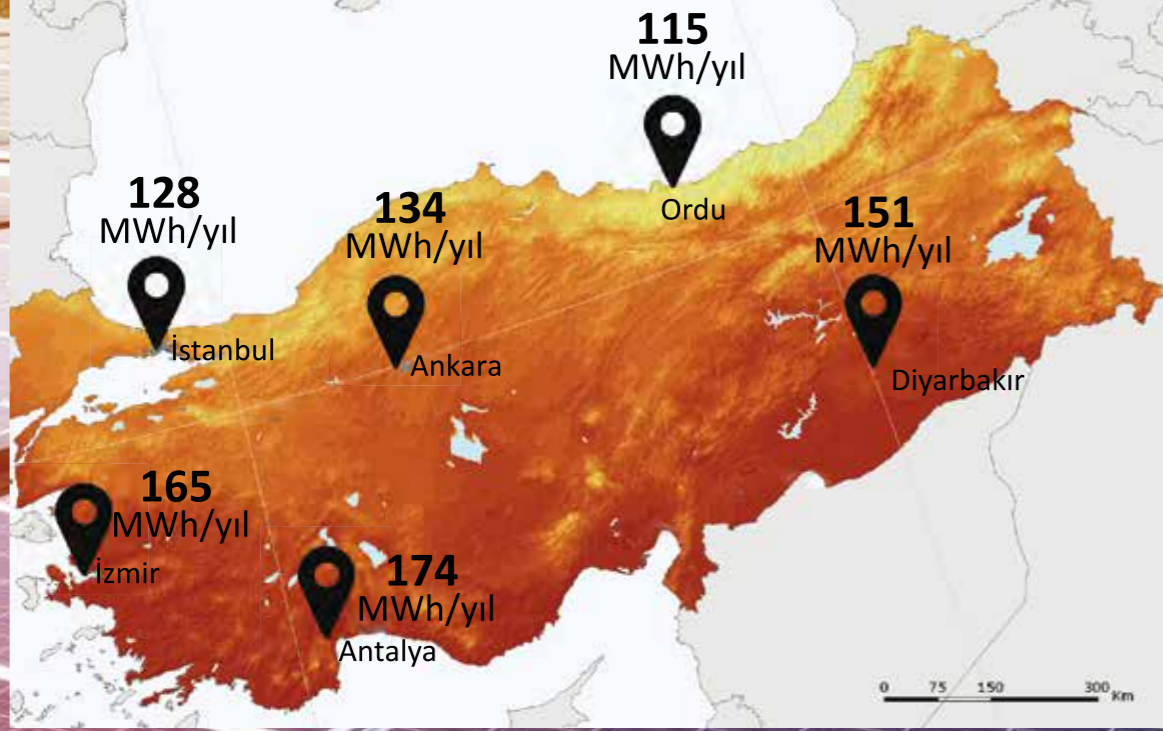 115
MWh/yıl
Ordu
128
MWh/yıl
İstanbul
134
MWh/yıl
Ankara
151
MWh/yıl
Diyarbakır
165
MWh/yıl
İzmir
174
MWh/yıl
Antalya
0 75 150 300 Km